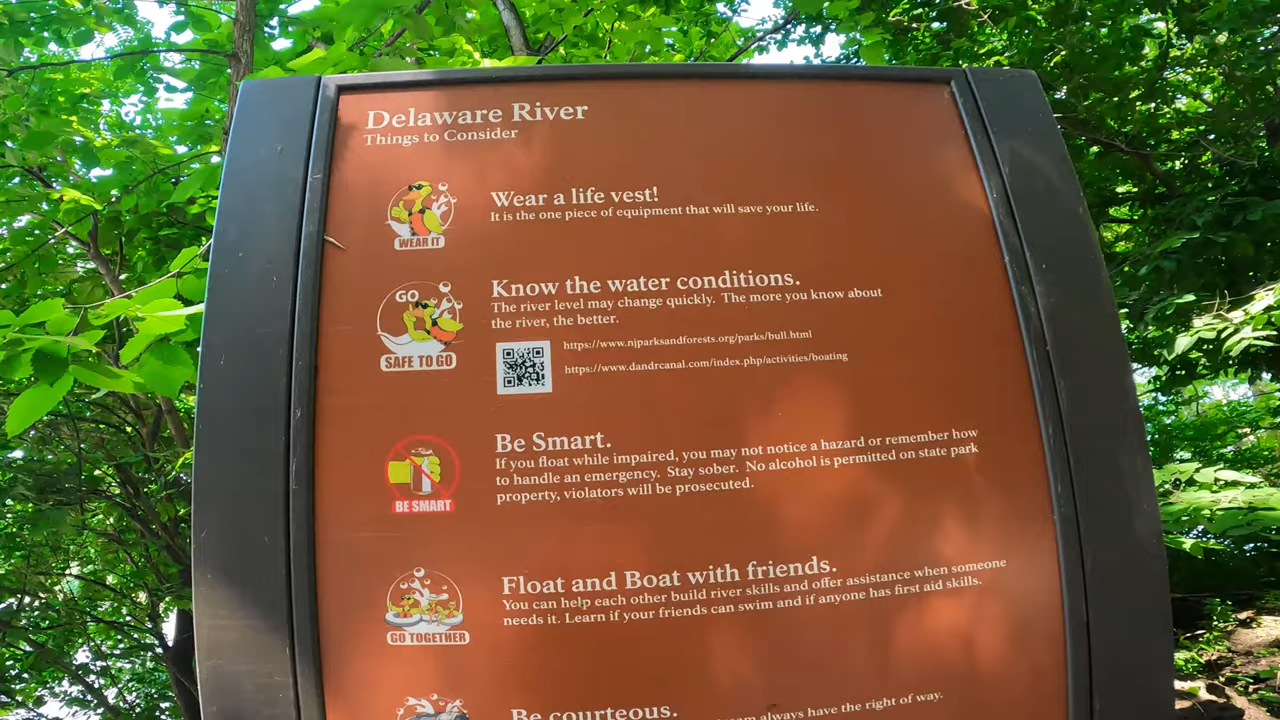 Delaware River
Things to Consider
WEAR IT
Wear a life vest!
It is the one piece of equipment that will save your life.
GO
SAFE TO GO
Know the water conditions.
The river level may change quickly. The more you know about
the river, the better.
https://www.njparksandforests.org/parks/bull.html
https://www.dandrcanal.com/index.php/activities/boating
BE SMART
Be Smart.
If you float while impaired, you may not notice a hazard or remember how
to handle an emergency. Stay sober. No alcohol is permitted on state park
property, violators will be prosecuted.
GO TOGETHER
Float and Boat with friends.
You can help each other build river skills and offer assistance when someone
needs it. Learn if your friends can swim and if anyone has first aid skills.
Be courteous.
always have the right of way.